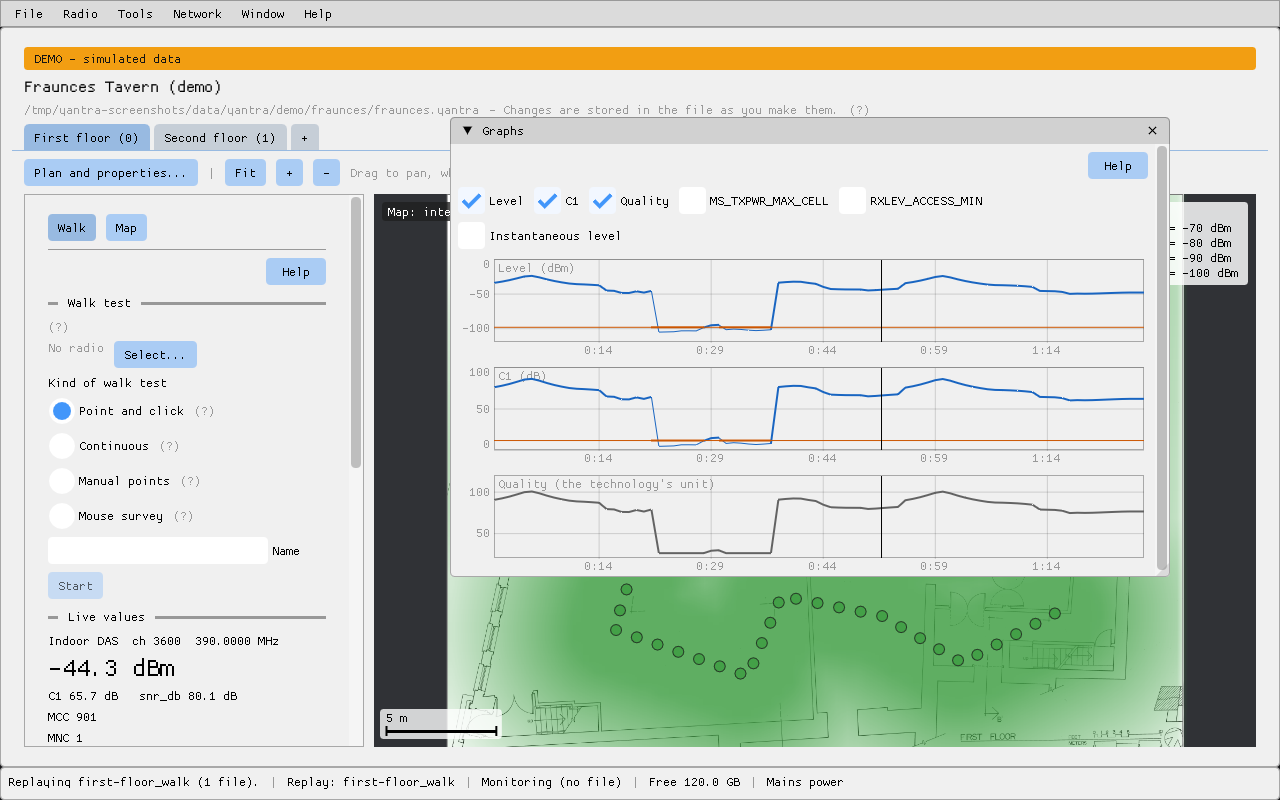 File Radio Tools Network Window Help
DEMO - simulated data
Fraunces Tavern (demo)
/tmp/yantra-screenshots/data/yantra/demo/fraunces/fraunces.yantra - Changes are stored in the file as you make them. (?)
First floor (0) Second floor (1) +
Plan and properties... | Fit + - Drag to pan,
Graphs
Help
Level C1 Quality MS_TXPWR_MAX_CELL RXLEV_ACCESS_MIN
Instantaneous level
Level (dBm)
0
-50
-100
0:14 0:29 0:44 0:59 1:14
C1 (dB)
100
50
0
0:14 0:29 0:44 0:59 1:14
Quality (the technology's unit)
100
50
0:14 0:29 0:44 0:59 1:14
Map:
= -70 dBm
= -80 dBm
= -90 dBm
= -100 dBm
Walk Map
Help
Walk test
(?)
No radio Select...
Kind of walk test
Point and click (?)
Continuous (?)
Manual points (?)
Mouse survey (?)
Name
Start
Live values
Indoor DAS ch 3600 390.0000 MHz
-44.3 dBm
C1 65.7 dB snr_db 80.1 dB
MCC 901
MNC 1
5 m
FIRST FLOOR
Replaying first-floor_walk (1 file). | Replay: first-floor_walk | Monitoring (no file) | Free 120.0 GB | Mains power